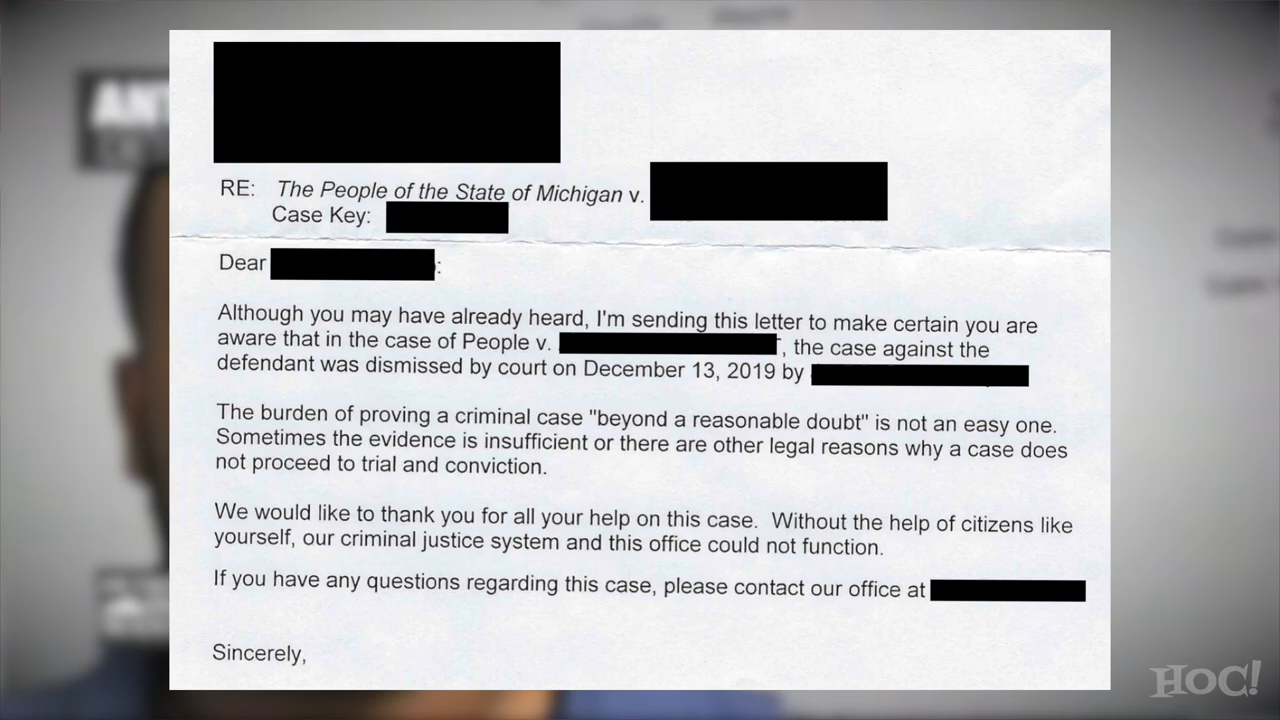 ANT
RE: The People of the State of Michigan v.
Case Key:
Dear :
Although you may have already heard, I'm sending this letter to make certain you are
aware that in the case of People v. , the case against the
defendant was dismissed by court on December 13, 2019 by
The burden of proving a criminal case "beyond a reasonable doubt" is not an easy one.
Sometimes the evidence is insufficient or there are other legal reasons why a case does
not proceed to trial and conviction.
We would like to thank you for all your help on this case. Without the help of citizens like
yourself, our criminal justice system and this office could not function.
If you have any questions regarding this case, please contact our office at
Sincerely,
HOC!